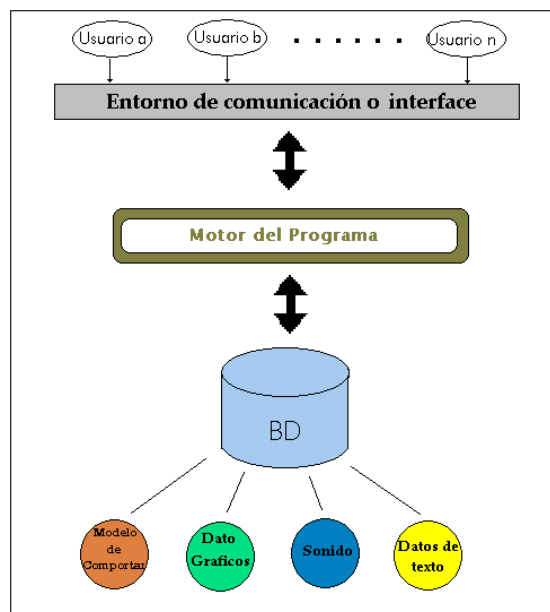 Usuario a
Usuario b
Usuario n
Entorno de comunicación o interface
Motor del Programa
BD
Modelo
de
Comportar
Dato
Graficos
Sonido
Datos de
texto